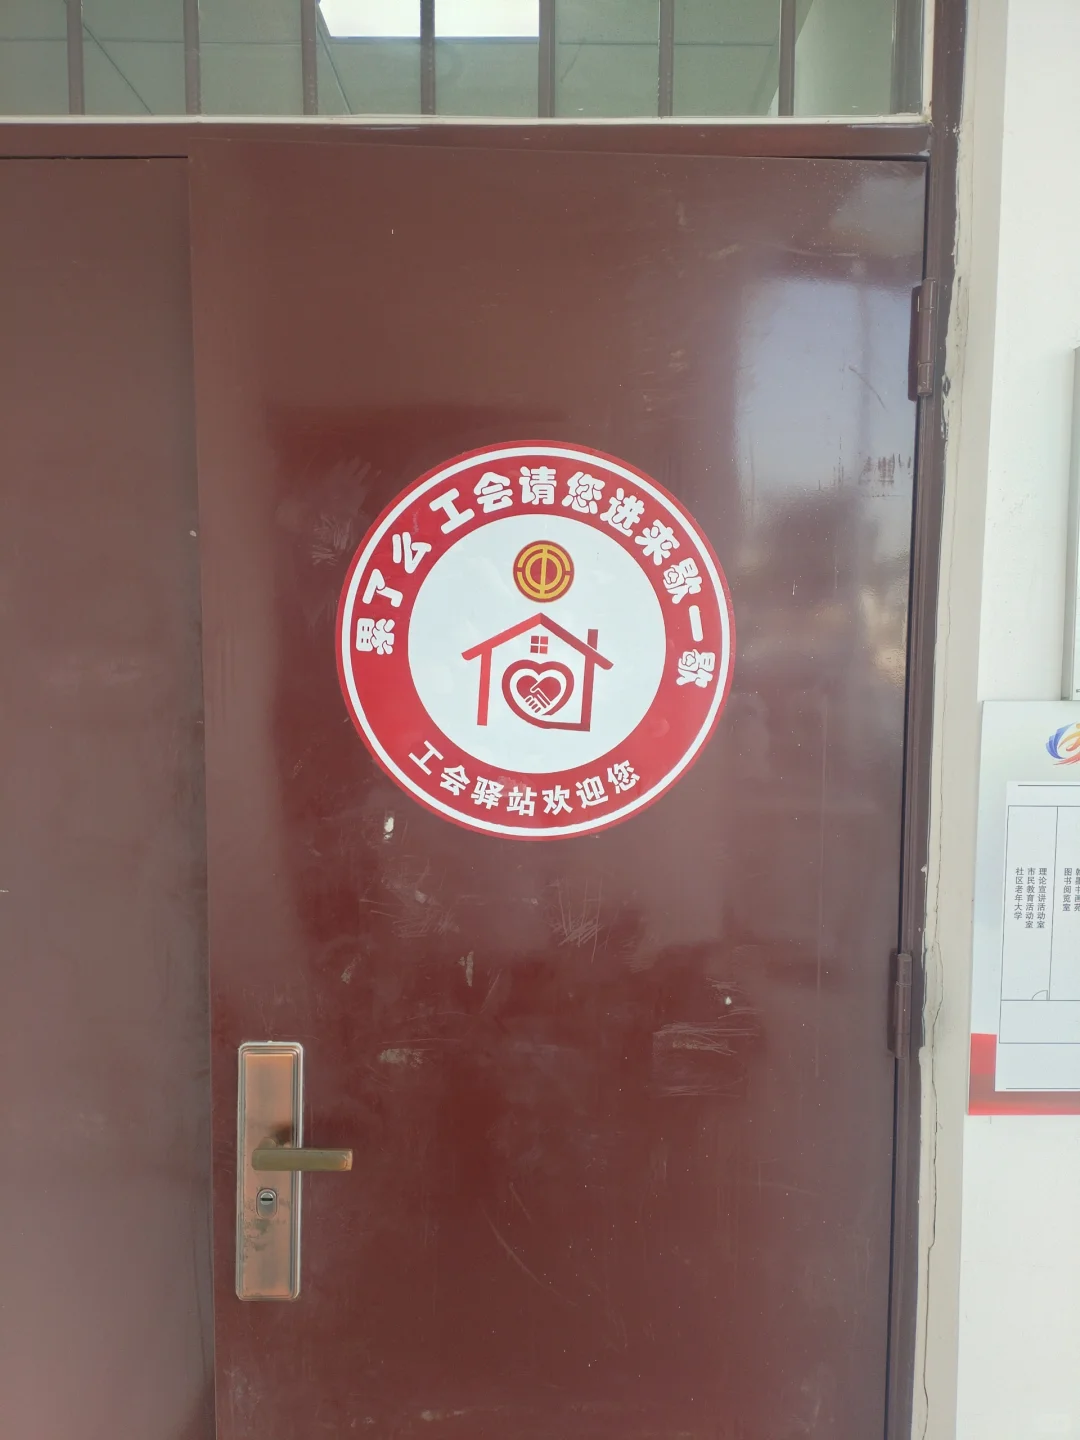 累了么 工会请您进来歇一歇
工会驿站欢迎您
理论宣讲活动室
市民教育活动室
社区老年大学
图书阅览室